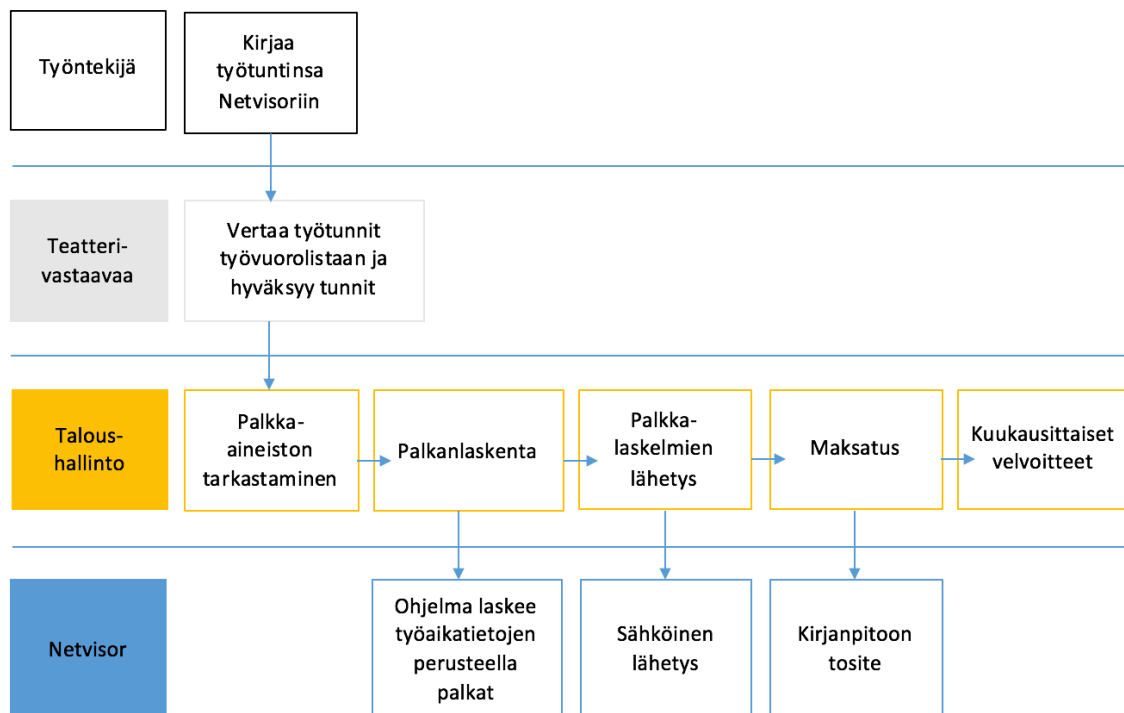 Työntekijä
Kirjaa
työtuntinsa
Netvisoriin
Teatteri-
vastaavaa
Vertaa työtunnit
työvuorolistaan ja
hyväksyy tunnit
Talous-
hallinto
Palkka-
aineiston
tarkastaminen
Palkanlaskenta
Palkka-
laskelmien
lähetys
Maksatus
Kuukausittaiset
velvoitteet
Netvisor
Ohjelma laskee
työaikatietojen
perusteella
palkat
Sähköinen
lähetys
Kirjanpitoon
tosite